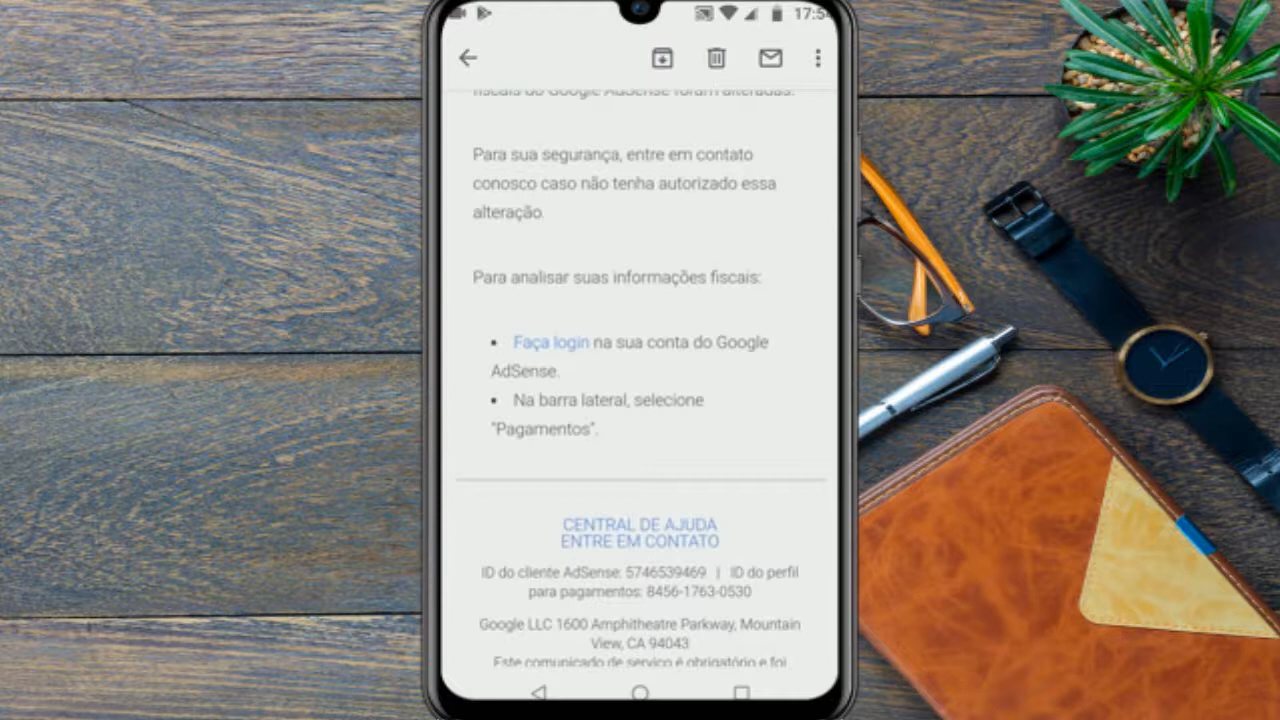 17:54
fiscais do Google AdSense foram alteradas.
Para sua segurança, entre em contato
conosco caso não tenha autorizado essa
alteração.
Para analisar suas informações fiscais:
• Faça login na sua conta do Google
AdSense.
• Na barra lateral, selecione
"Pagamentos".
CENTRAL DE AJUDA
ENTRE EM CONTATO
ID do cliente AdSense: 5746539469 | ID do perfil
para pagamentos: 8456-1763-0530
Google LLC 1600 Amphitheatre Parkway, Mountain
View, CA 94043
Este comunicado de serviço é obrigatório e foi